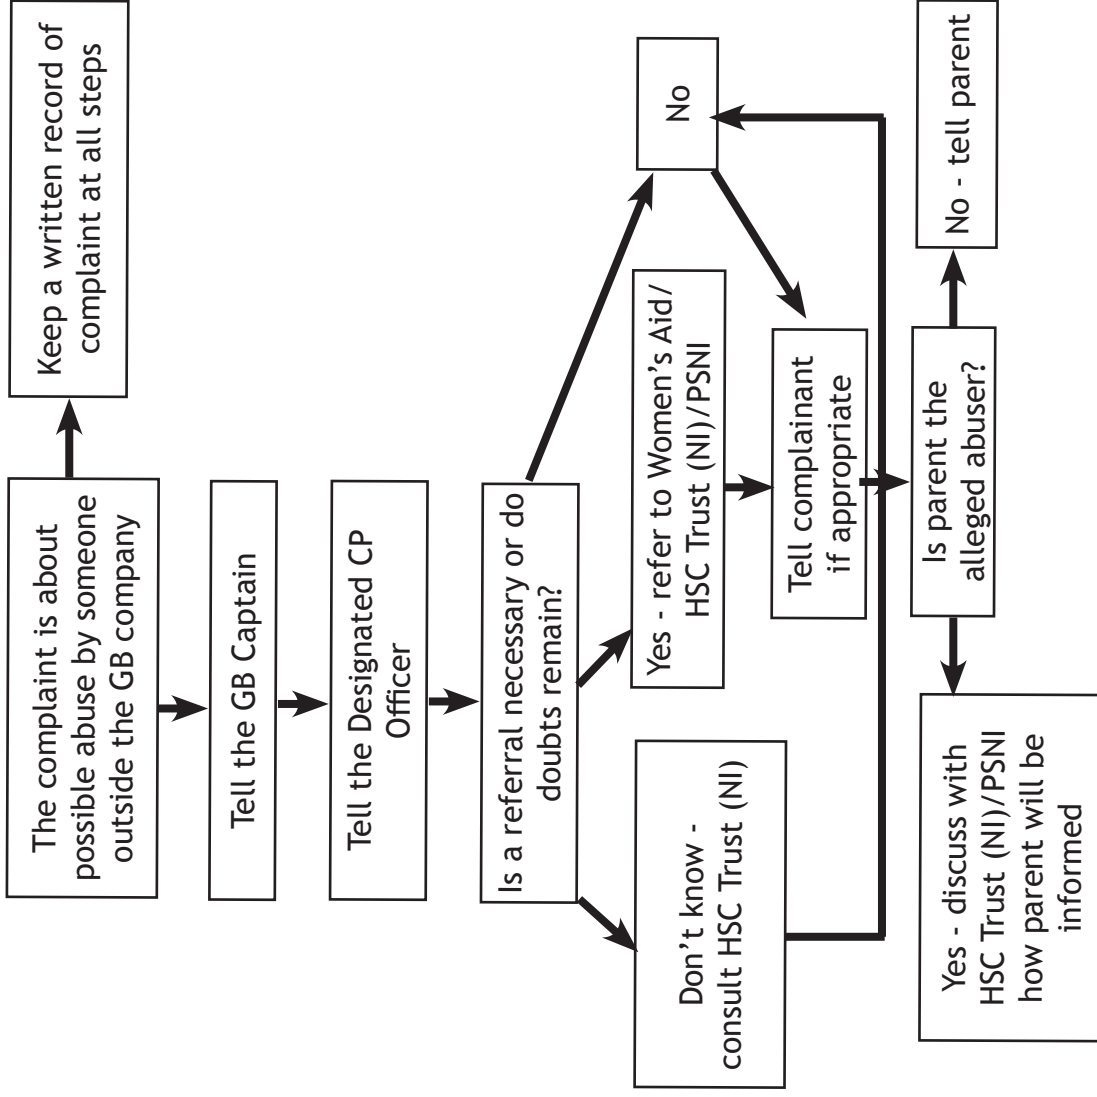 The complaint is about
possible abuse by someone
outside the GB company
Keep a written record of
complaint at all steps
Tell the GB Captain
Tell the Designated CP
Officer
Is a referral necessary or do
doubts remain?
Don't know -
consult HSC Trust (NI)
Yes - refer to Women's Aid/
HSC Trust (NI)/PSNI
No
Tell complainant
if appropriate
Is parent the
alleged abuser?
Yes - discuss with
HSC Trust (NI)/PSNI
how parent will be
informed
No - tell parent